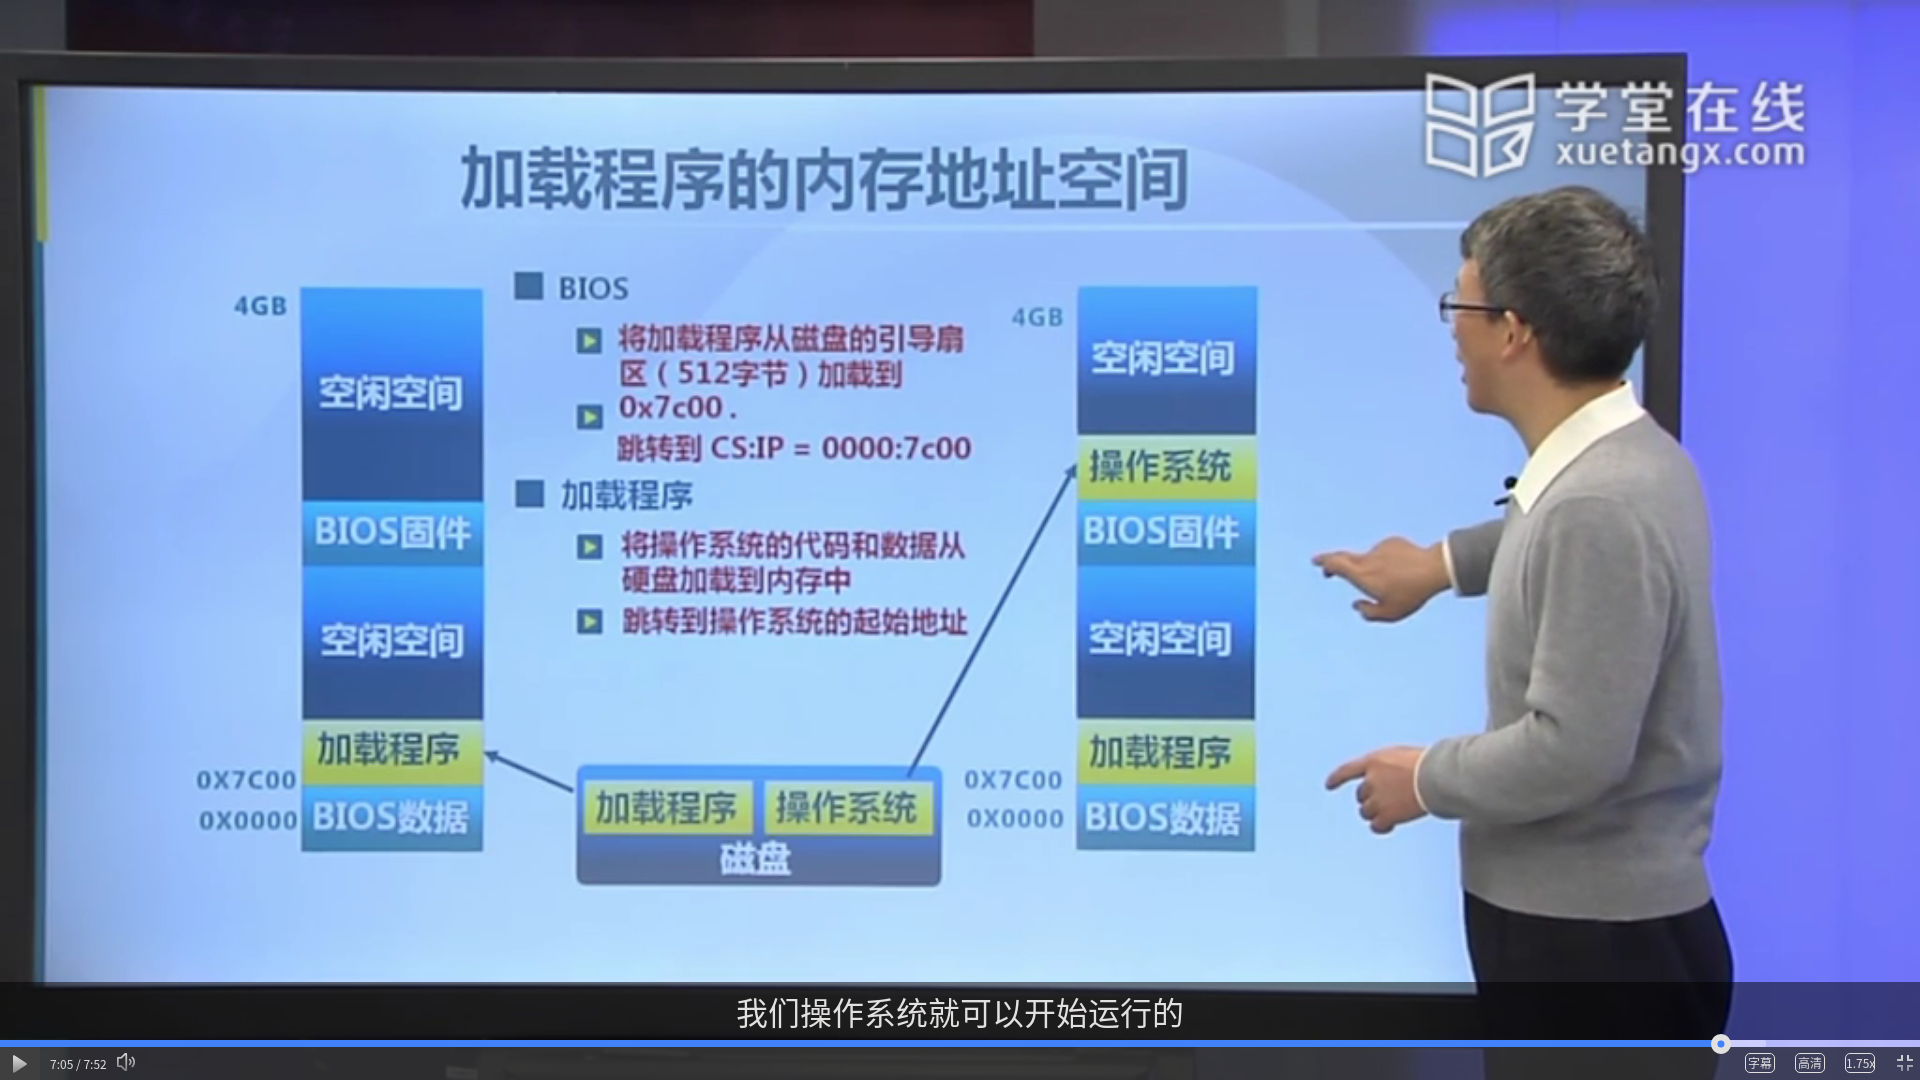 学堂在线
xuetangx.com
加载程序的内存地址空间
4GB
空闲空间
BIOS固件
空闲空间
加载程序
0X7C00
0X0000
BIOS数据
BIOS
将加载程序从磁盘的引导扇
区（512字节）加载到
0x7c00 .
跳转到 CS:IP = 0000:7c00
加载程序
将操作系统的代码和数据从
硬盘加载到内存中
跳转到操作系统的起始地址
加载程序
操作系统
磁盘
4GB
空闲空间
操作系统
BIOS固件
空闲空间
加载程序
0X7C00
0X0000
BIOS数据
我们操作系统就可以开始运行的
7:05 / 7:52
字幕
高清
1.75x